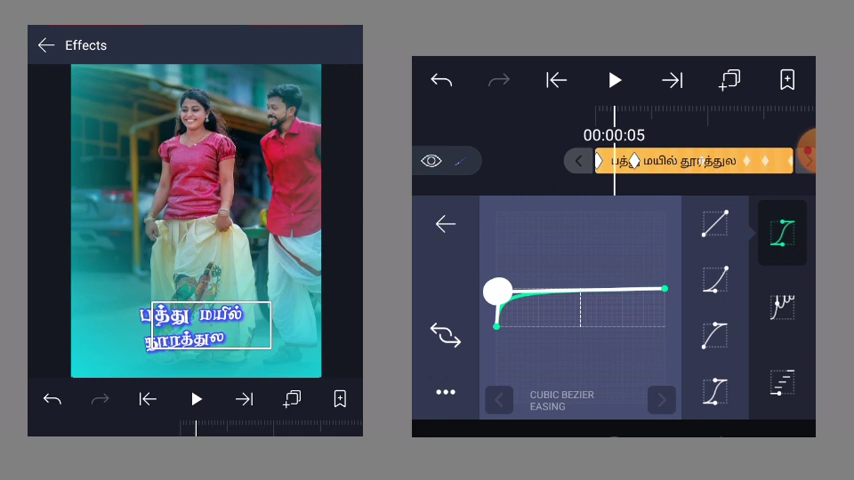 Effects
பத்து மயில்
தூரத்துல
00:00:05
பத்து மயில் தூரத்துல
CUBIC BEZIER
EASING